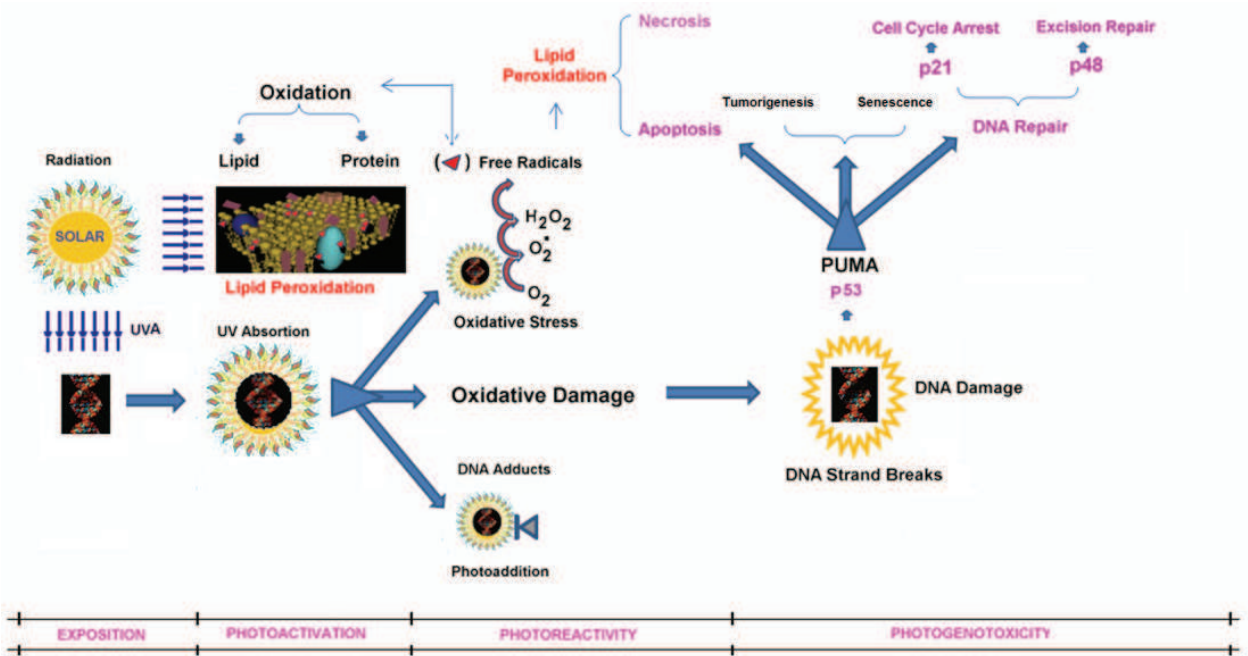 Necrosis
Cell Cycle Arrest
Excision Repair
Lipid
Peroxidation
p21
p48
Oxidation
Tumorigenesis
Senescence
Apoptosis
DNA Repair
Radiation
Lipid
Protein
( ) Free Radicals
SOLAR
H2O2
O2•
PUMA
Lipid Peroxidation
O2
p53
UVA
UV Absortion
Oxidative Stress
Oxidative Damage
DNA Damage
DNA Adducts
DNA Strand Breaks
Photoaddition
EXPOSITION
PHOTOACTIVATION
PHOTOREACTIVITY
PHOTOGENOTOXICITY